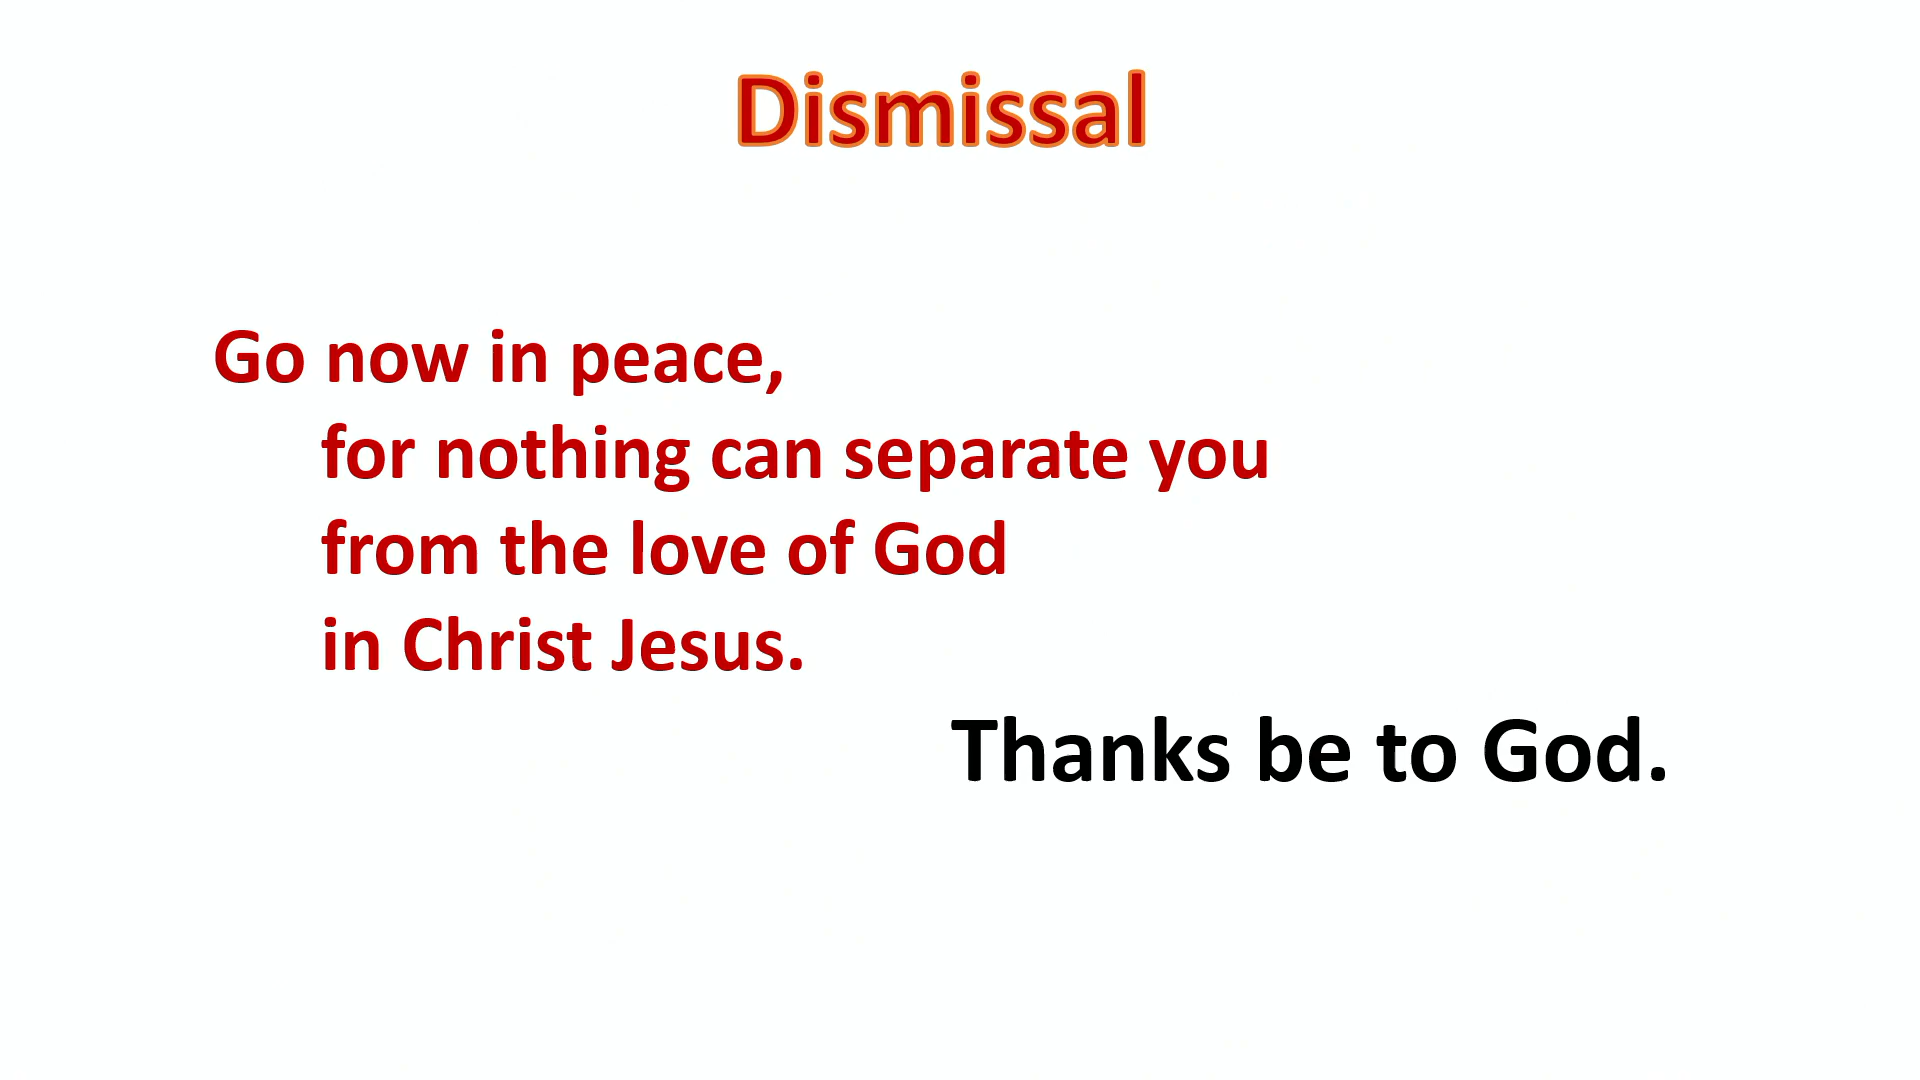 Dismissal
Go now in peace,
for nothing can separate you
from the love of God
in Christ Jesus.
Thanks be to God.